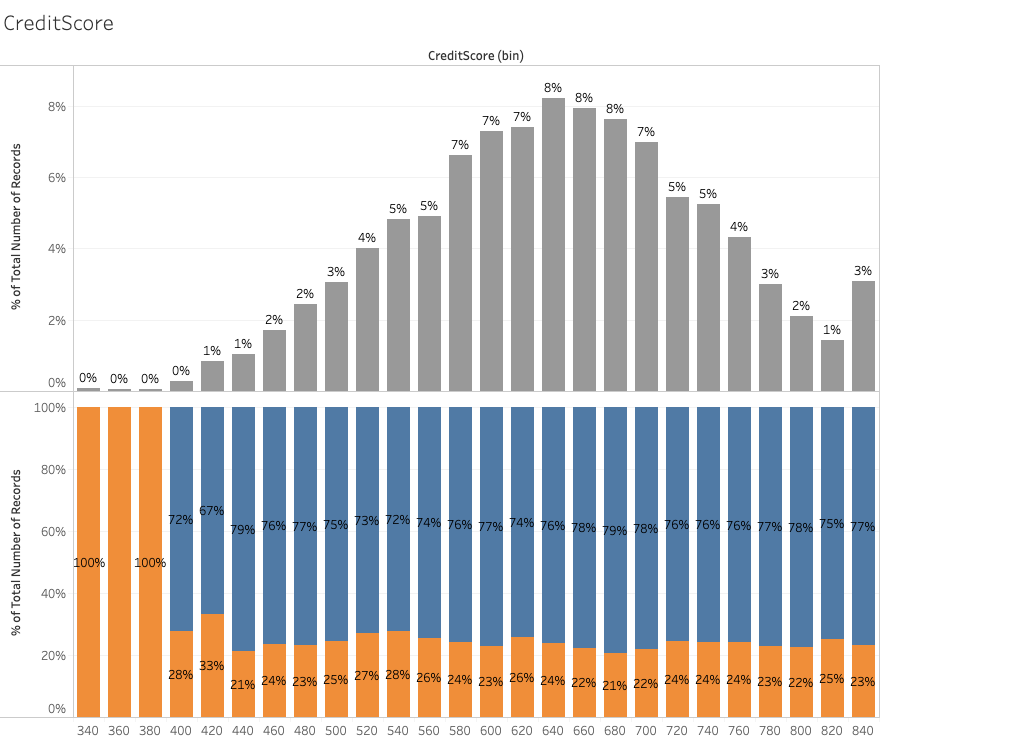 CreditScore
CreditScore (bin)
% of Total Number of Records
8%
6%
4%
2%
0%
0% 0% 0% 0% 1% 1% 2% 2% 3% 4% 5% 5% 7% 7% 7% 8% 8% 8% 7% 5% 5% 4% 3% 2% 1% 3%
% of Total Number of Records
100%
80%
60%
40%
20%
0%
72% 67% 79% 76% 77% 75% 73% 72% 74% 76% 77% 74% 76% 78% 79% 78% 76% 76% 76% 77% 78% 75% 77%
100% 100%
28% 33% 21% 24% 23% 25% 27% 28% 26% 24% 23% 26% 24% 22% 21% 22% 24% 24% 24% 23% 22% 25% 23%
340 360 380 400 420 440 460 480 500 520 540 560 580 600 620 640 660 680 700 720 740 760 780 800 820 840